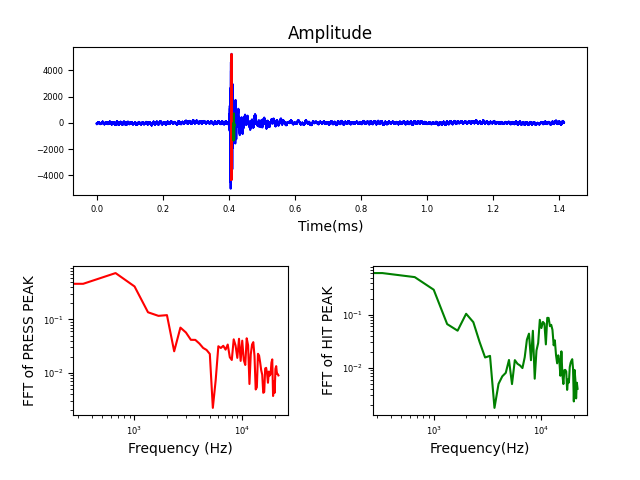 Amplitude
4000
2000
0
−2000
−4000
0.0 0.2 0.4 0.6 0.8 1.0 1.2 1.4
Time(ms)
FFT of PRESS PEAK
10⁻¹
10⁻²
10³ 10⁴
Frequency (Hz)
FFT of HIT PEAK
10⁻¹
10⁻²
10³ 10⁴
Frequency(Hz)